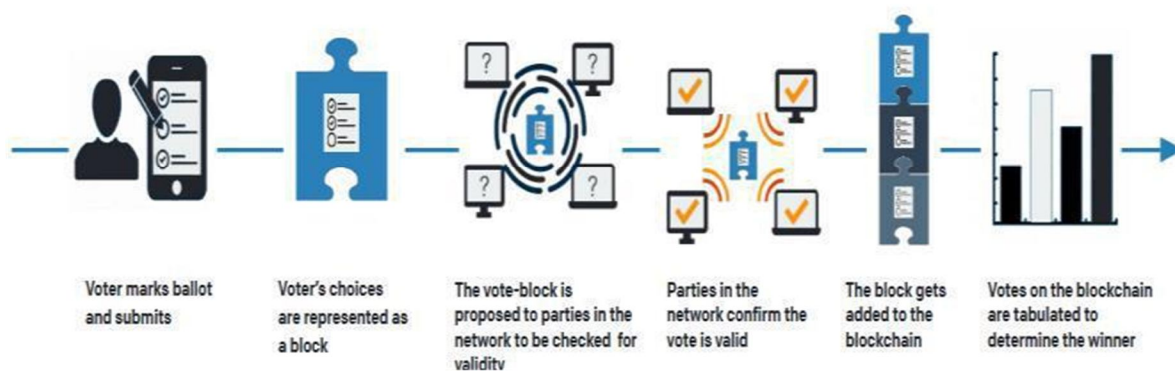 Voter marks ballot
and submits
Voter's choices
are represented as
a block
The vote-block is
proposed to parties in the
network to be checked for
validity
Parties in the
network confirm the
vote is valid
The block gets
added to the
blockchain
Votes on the blockchain
are tabulated to
determine the winner